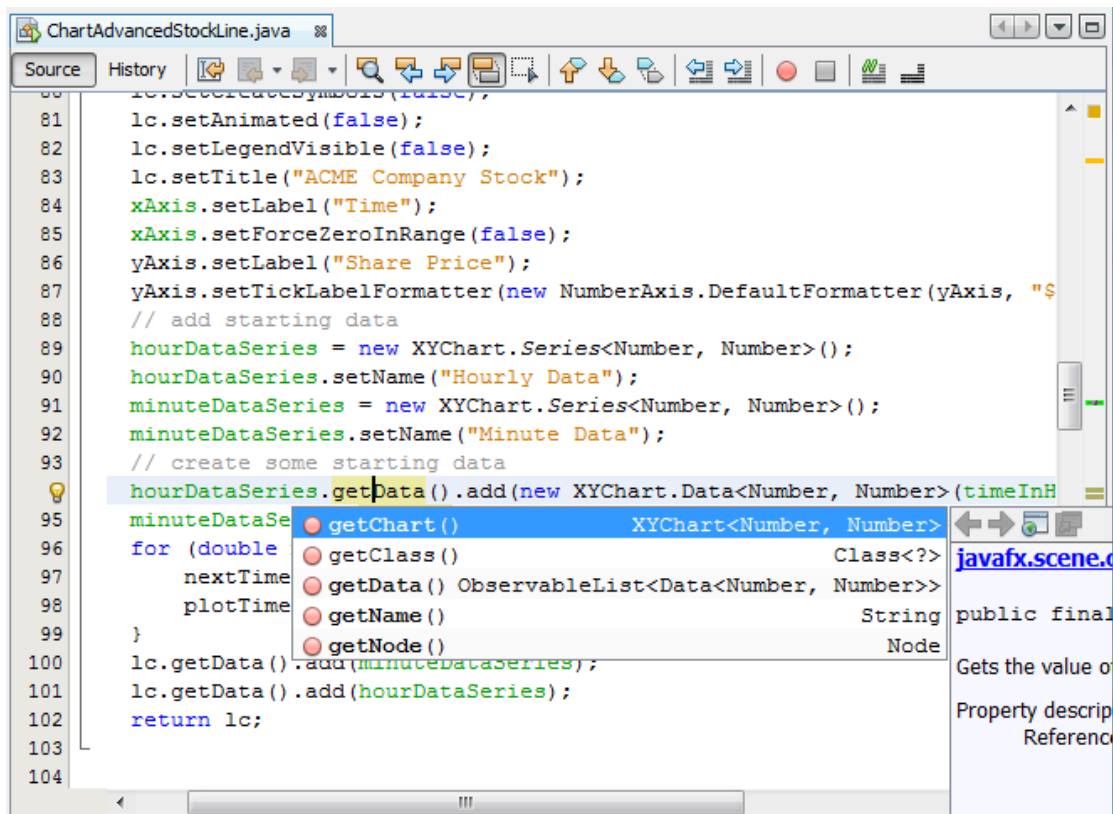 ChartAdvancedStockLine.java
Source History
81 lc.setAnimated(false);
82 lc.setLegendVisible(false);
83 lc.setTitle("ACME Company Stock");
84 xAxis.setLabel("Time");
85 xAxis.setForceZeroInRange(false);
86 yAxis.setLabel("Share Price");
87 yAxis.setTickLabelFormatter(new NumberAxis.DefaultFormatter(yAxis, "$
88 // add starting data
89 hourDataSeries = new XYChart.Series<Number, Number>();
90 hourDataSeries.setName("Hourly Data");
91 minuteDataSeries = new XYChart.Series<Number, Number>();
92 minuteDataSeries.setName("Minute Data");
93 // create some starting data
hourDataSeries.getData().add(new XYChart.Data<Number, Number>(timeInH
95 minuteDataSe
96 for (double
97 nextTime
98 plotTime
99 }
100 lc.getData().add(minuteDataSeries);
101 lc.getData().add(hourDataSeries);
102 return lc;
103
104
getChart() XYChart<Number, Number>
getClass() Class<?>
getData() ObservableList<Data<Number, Number>>
getName() String
getNode() Node
javafx.scene.c
public final
Gets the value o
Property descrip
Referenc